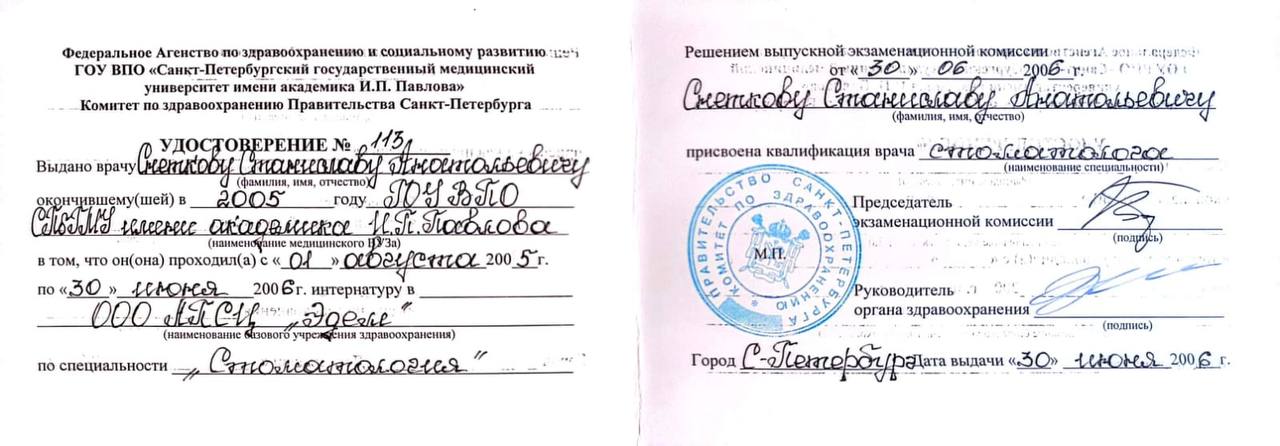 Федеральное Агенство по здравоохранению и социальному развитию
ГОУ ВПО «Санкт-Петербургский государственный медицинский
университет имени академика И.П. Павлова»
Комитет по здравоохранению Правительства Санкт-Петербурга
УДОСТОВЕРЕНИЕ № 113
Выдано врачу Снеткову Станиславу Анатольевичу
(фамилия, имя, отчество)
окончившему(шей) в 2005 году ГОУ ВПО
СПбГМУ имени академика И.П. Павлова
(наименование медицинского ВУЗа)
в том, что он(она) проходил(а) с «01» августа 2005г.
по «30» июня 2006г. интернатуру в
ООО АПСЦ „Эдем“
(наименование базового учреждения здравоохранения)
по специальности „Стоматология”
Решением выпускной экзаменационной комиссии
от «30» 06 2006 г.
Снеткову Станиславу Анатольевичу
(фамилия, имя, отчество)
присвоена квалификация врача стоматолога
(наименование специальности)
Председатель
экзаменационной комиссии
(подпись)
М.П.
ПРАВИТЕЛЬСТВО САНКТ-ПЕТЕРБУРГА
КОМИТЕТ ПО ЗДРАВООХРАНЕНИЮ
Руководитель
органа здравоохранения
(подпись)
Город С-Петербург Дата выдачи «30» июня 2006 г.